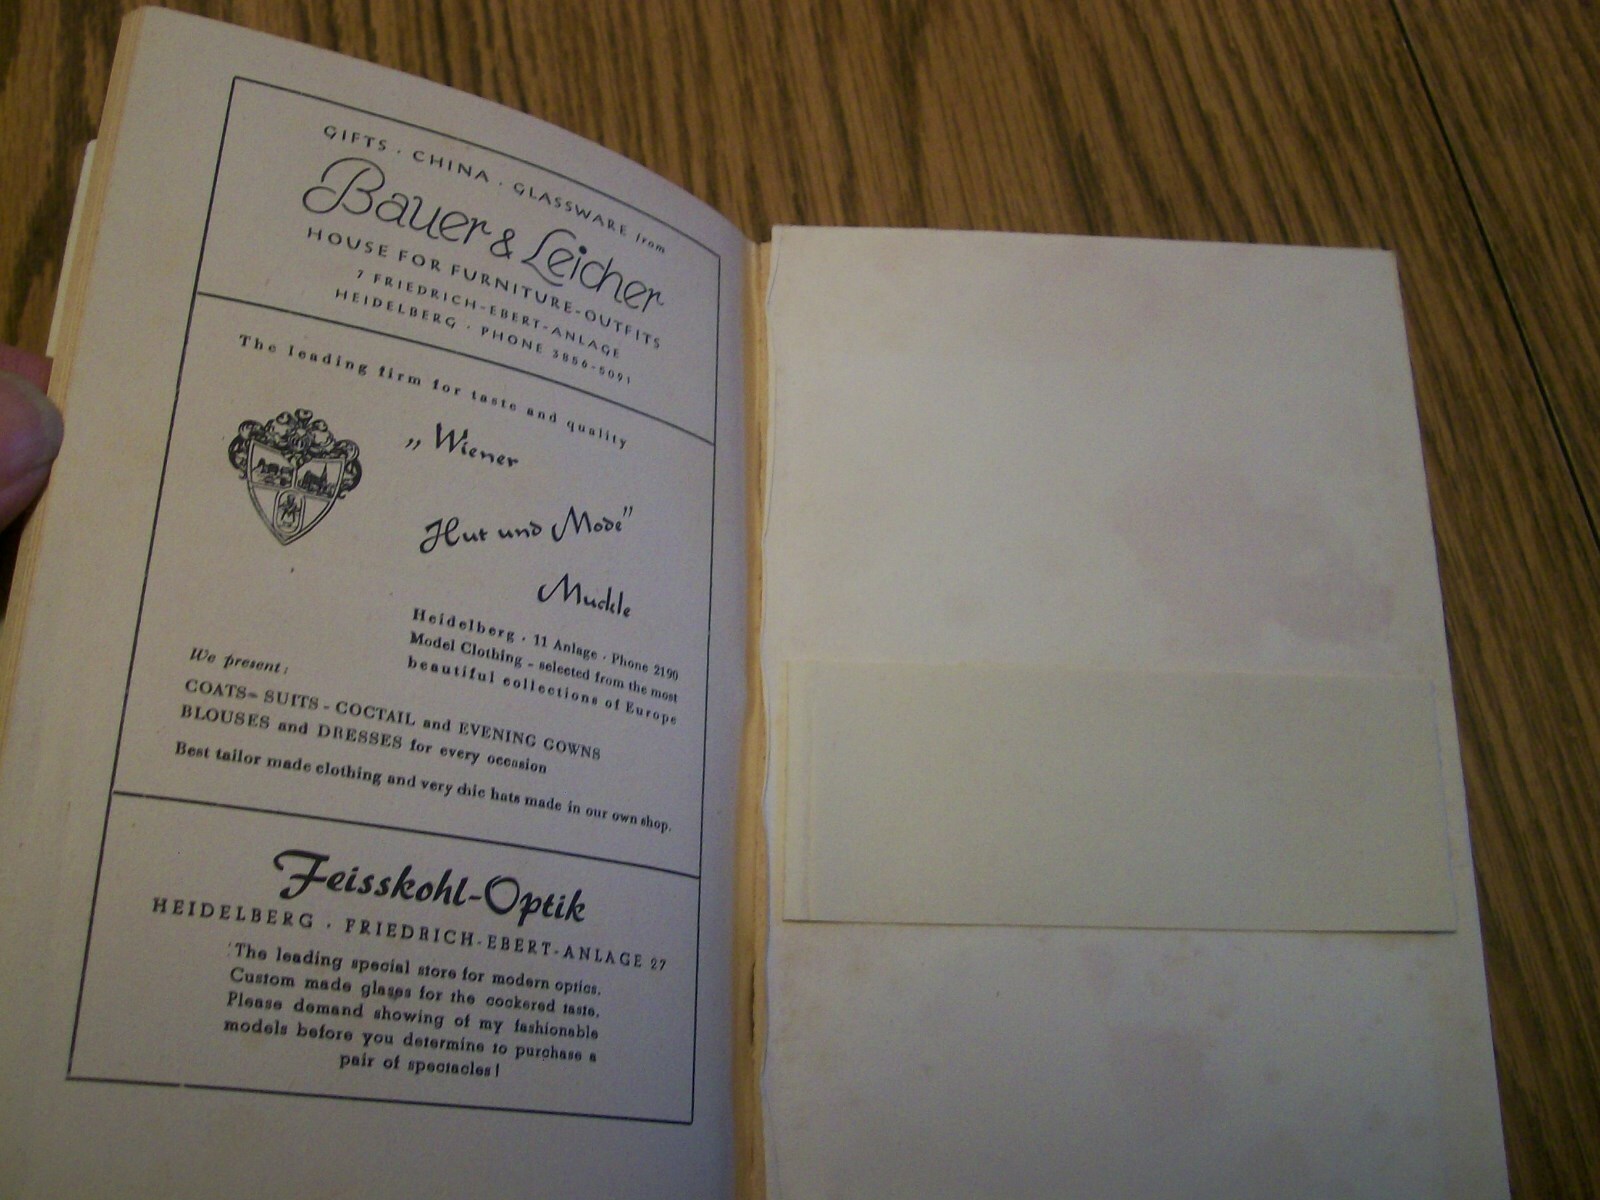 GIFTS · CHINA · GLASSWARE from
Bauer & Leicher
HOUSE FOR FURNITURE-OUTFITS
7 FRIEDRICH-EBERT-ANLAGE
HEIDELBERG · PHONE 3856-5091
The leading firm for taste and quality
„Wiener
Hut und Mode”
Muckle
Heidelberg · 11 Anlage · Phone 2190
Model Clothing - selected from the most
beautiful collections of Europe
We present:
COATS- SUITS - COCTAIL and EVENING GOWNS
BLOUSES and DRESSES for every occasion
Best tailor made clothing and very chic hats made in our own shop.
Feisskohl-Optik
HEIDELBERG · FRIEDRICH-EBERT-ANLAGE 27
The leading special store for modern optics.
Custom made glases for the cockered taste.
Please demand showing of my fashionable
models before you determine to purchase a
pair of spectacles!